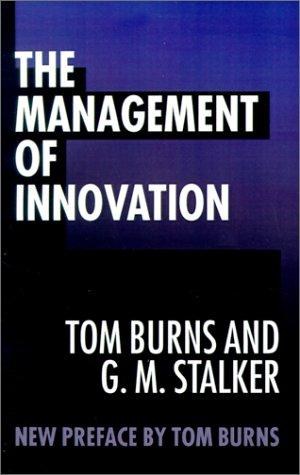 THE
MANAGEMENT
OF
INNOVATION
TOM BURNS AND
G. M. STALKER
NEW PREFACE BY TOM BURNS